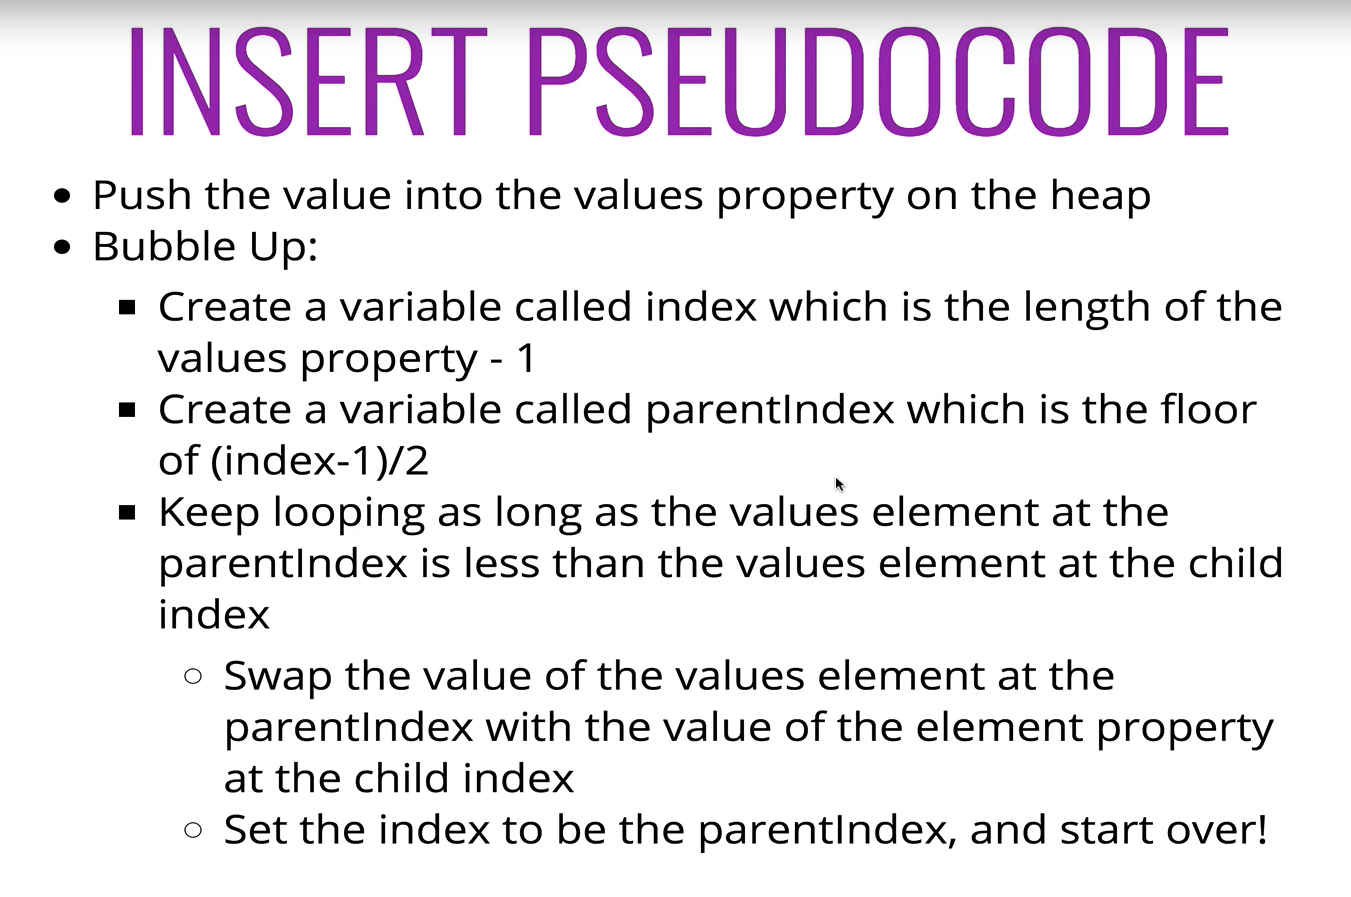 INSERT PSEUDOCODE
Push the value into the values property on the heap
Bubble Up:
Create a variable called index which is the length of the
values property - 1
Create a variable called parentIndex which is the floor
of (index-1)/2
Keep looping as long as the values element at the
parentIndex is less than the values element at the child
index
Swap the value of the values element at the
parentIndex with the value of the element property
at the child index
Set the index to be the parentIndex, and start over!